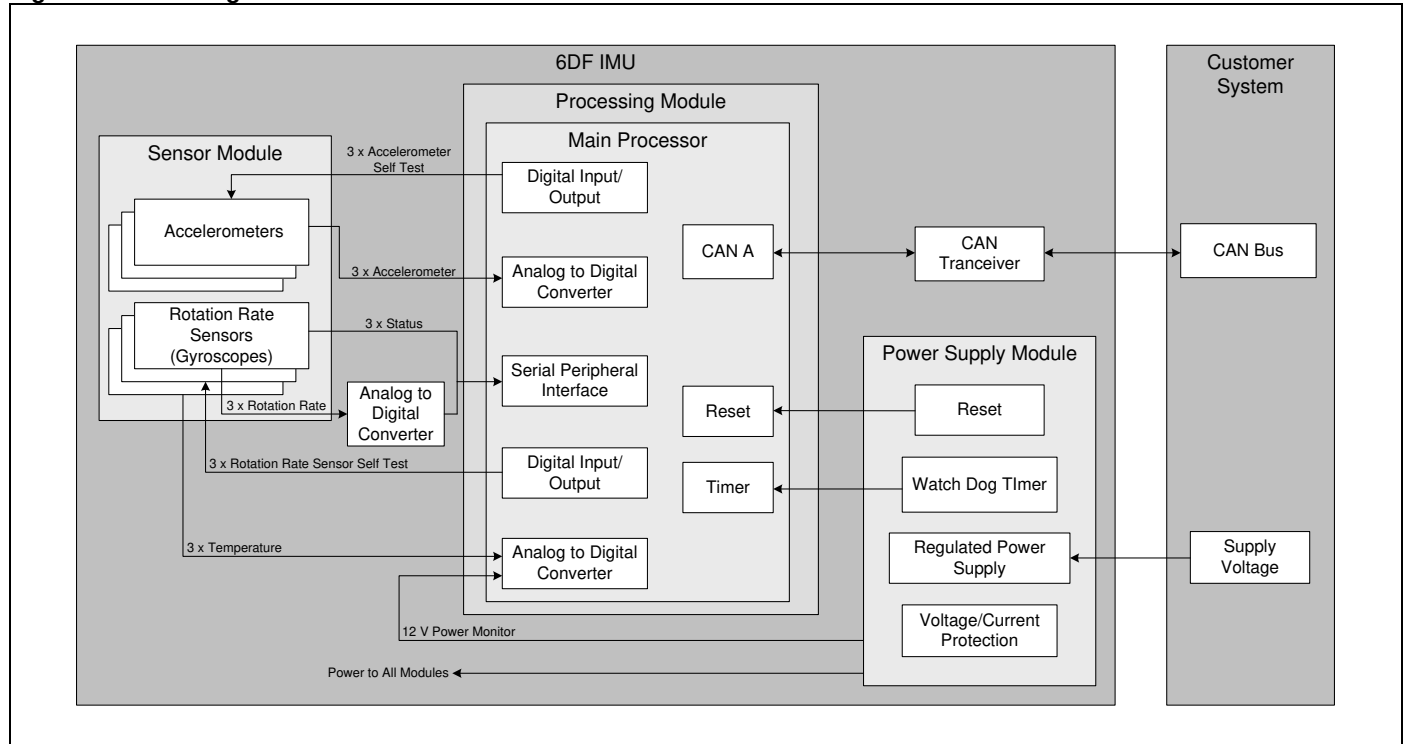 6DF IMU
Customer
System
Processing Module
Main Processor
Sensor Module
3 x Accelerometer
Self Test
Digital Input/
Output
Accelerometers
CAN A
CAN
Tranceiver
CAN Bus
3 x Accelerometer
Analog to Digital
Converter
Rotation Rate
Sensors
(Gyroscopes)
3 x Status
Power Supply Module
Serial Peripheral
Interface
Analog to
Digital
Converter
3 x Rotation Rate
Reset
Reset
3 x Rotation Rate Sensor Self Test
Digital Input/
Output
Timer
Watch Dog TImer
3 x Temperature
Analog to Digital
Converter
Regulated Power
Supply
Supply
Voltage
12 V Power Monitor
Voltage/Current
Protection
Power to All Modules